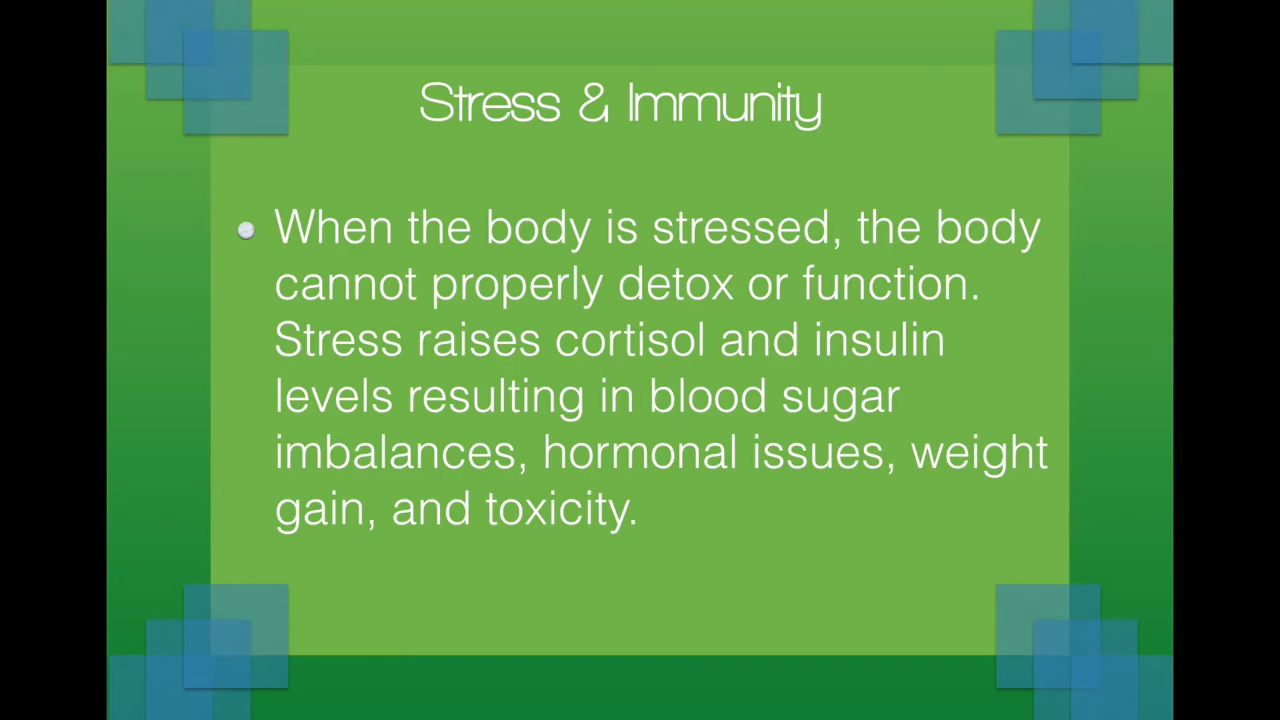 Stress & Immunity
When the body is stressed, the body
cannot properly detox or function.
Stress raises cortisol and insulin
levels resulting in blood sugar
imbalances, hormonal issues, weight
gain, and toxicity.